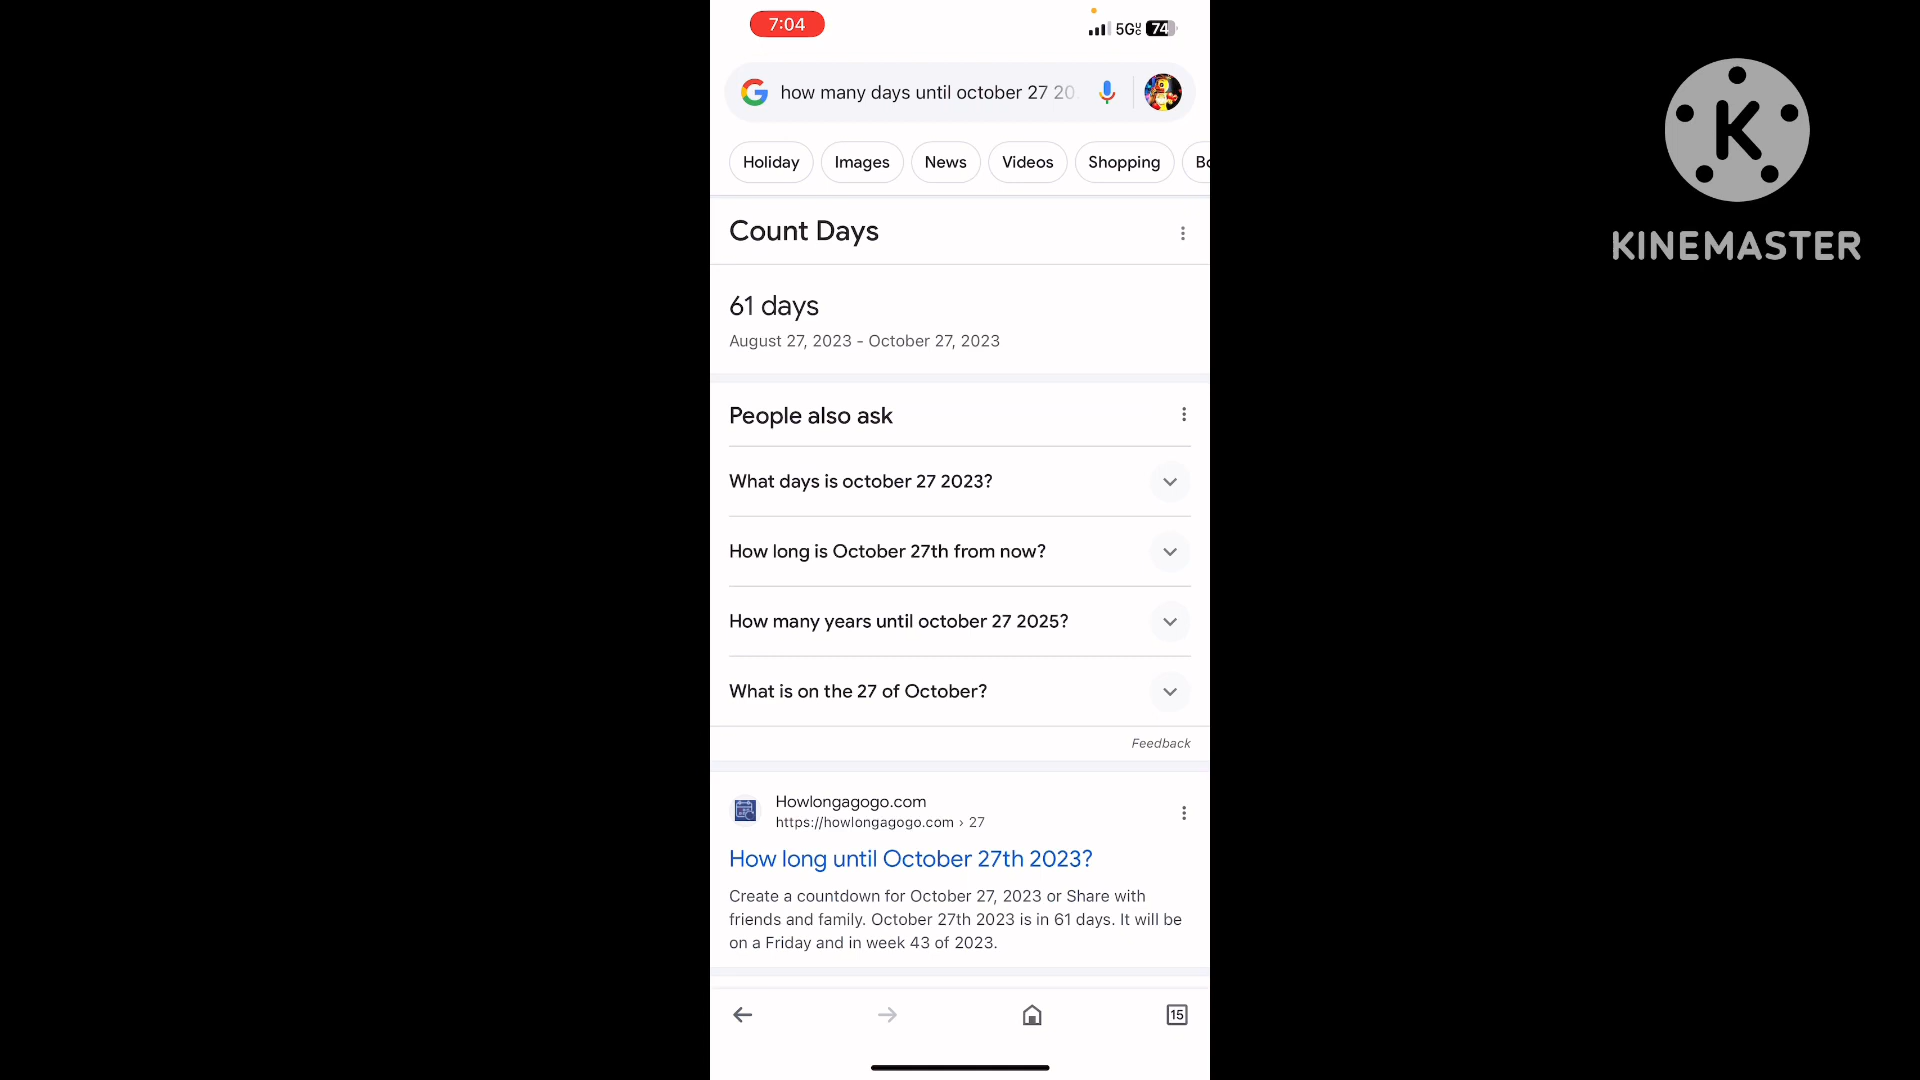 7:04
5G
74
how many days until october 27 20
Holiday
Images
News
Videos
Shopping
K
KINEMASTER
Count Days
61 days
August 27, 2023 - October 27, 2023
People also ask
What days is october 27 2023?
How long is October 27th from now?
How many years until october 27 2025?
What is on the 27 of October?
Feedback
Howlongagogo.com
https://howlongagogo.com › 27
How long until October 27th 2023?
Create a countdown for October 27, 2023 or Share with
friends and family. October 27th 2023 is in 61 days. It will be
on a Friday and in week 43 of 2023.
15